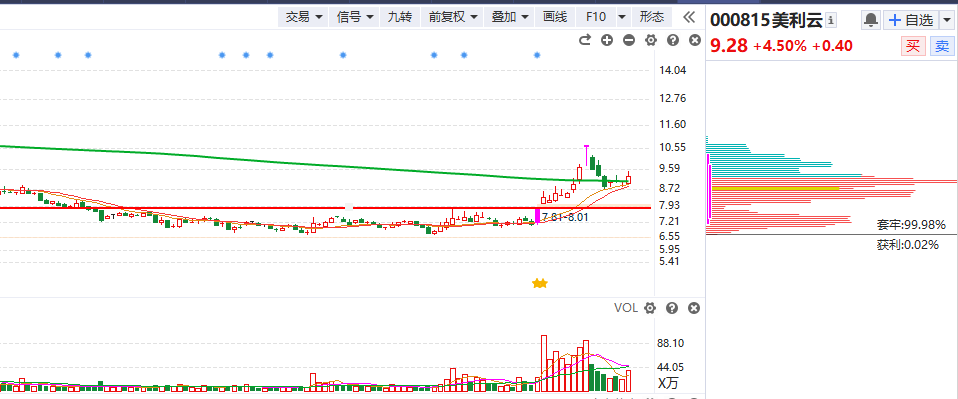 交易 信号 九转 前复权 叠加 画线 F10 形态
000815美利云
自选
9.28 +4.50% +0.40
买 卖
14.04
12.76
11.60
10.55
9.59
8.72
7.93
7.81-8.01
7.21
6.55
5.95
5.41
套牢:99.98%
获利:0.02%
VOL
88.10
44.05
X万